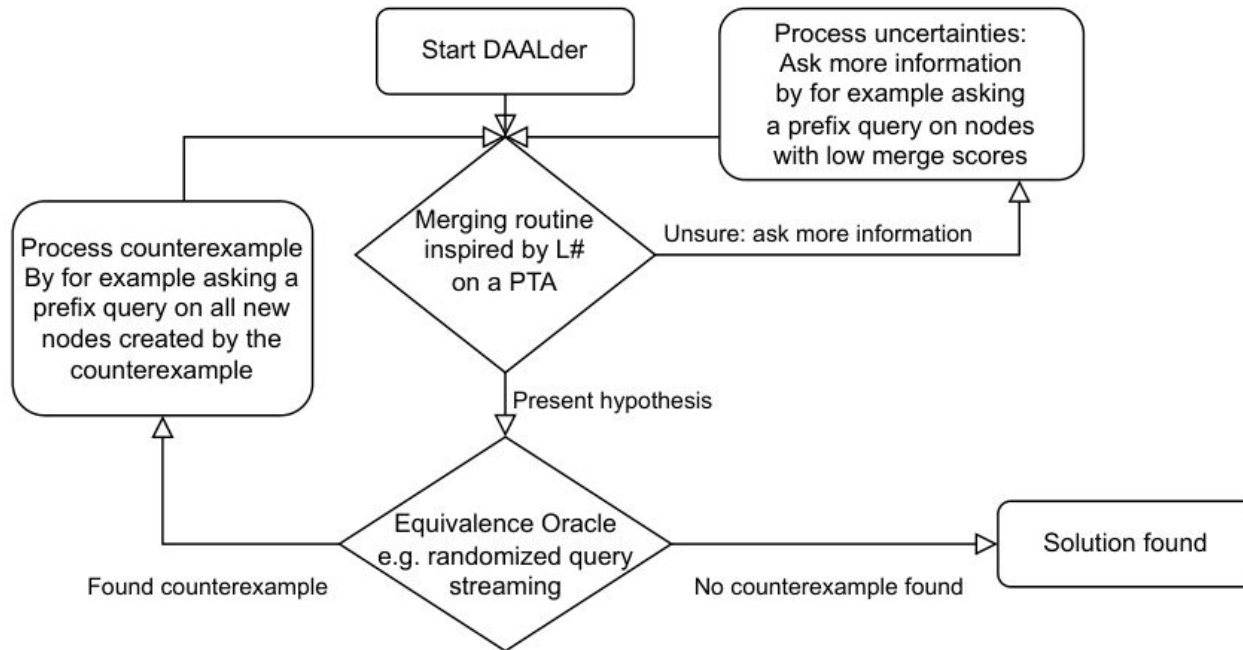 Start DAALder
Process uncertainties:
Ask more information
by for example asking
a prefix query on nodes
with low merge scores
Merging routine
inspired by L#
on a PTA
Unsure: ask more information
Process counterexample
By for example asking a
prefix query on all new
nodes created by the
counterexample
Present hypothesis
Equivalence Oracle
e.g. randomized query
streaming
Found counterexample
No counterexample found
Solution found